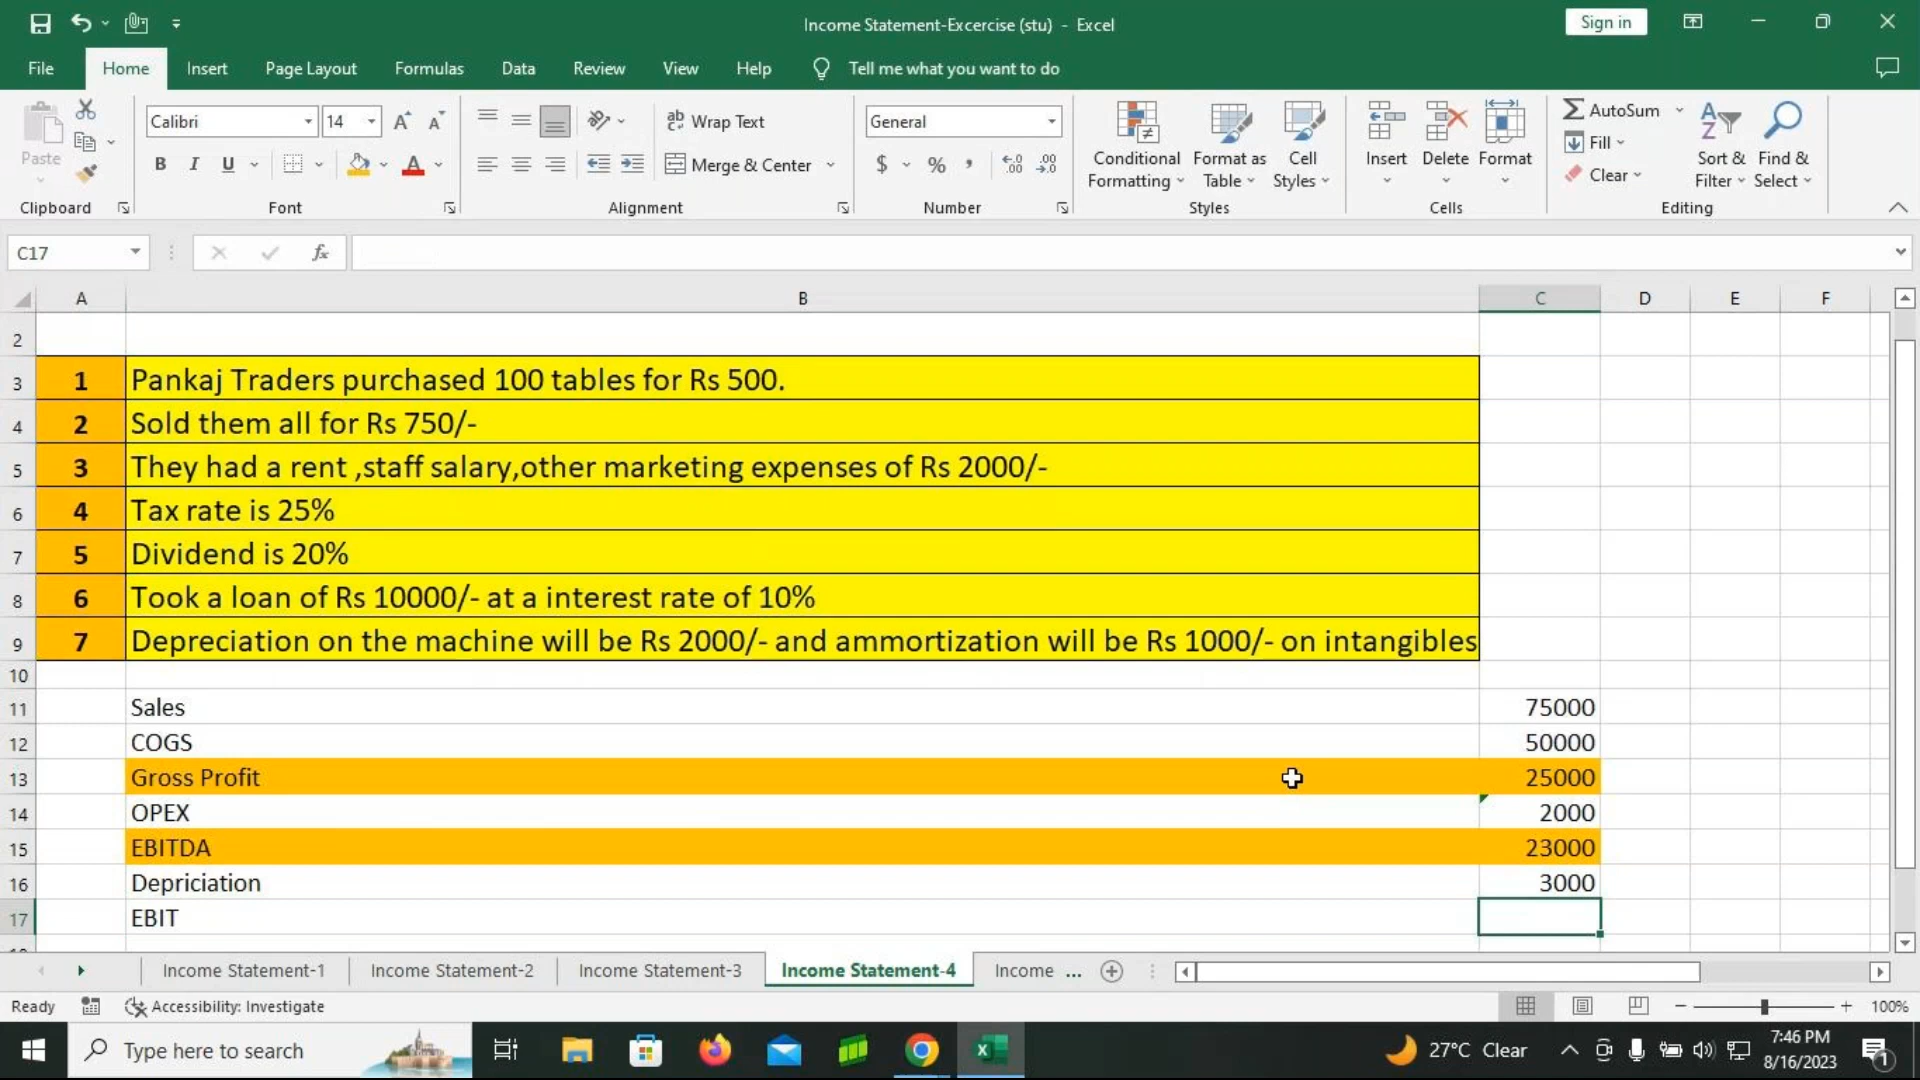 Income Statement-Excercise (stu) - Excel
Sign in
File Home Insert Page Layout Formulas Data Review View Help Tell me what you want to do
Paste
Clipboard
Calibri 14
B I U
Font
Wrap Text
Merge & Center
Alignment
General
$ % ,
Number
Conditional Formatting
Format as Table
Cell Styles
Styles
Insert Delete Format
Cells
AutoSum
Fill
Clear
Sort & Filter
Find & Select
Editing
C17 fx
A B C D E F
2
3 1 Pankaj Traders purchased 100 tables for Rs 500.
4 2 Sold them all for Rs 750/-
5 3 They had a rent ,staff salary,other marketing expenses of Rs 2000/-
6 4 Tax rate is 25%
7 5 Dividend is 20%
8 6 Took a loan of Rs 10000/- at a interest rate of 10%
9 7 Depreciation on the machine will be Rs 2000/- and ammortization will be Rs 1000/- on intangibles
10
11 Sales 75000
12 COGS 50000
13 Gross Profit 25000
14 OPEX 2000
15 EBITDA 23000
16 Depriciation 3000
17 EBIT
Income Statement-1 Income Statement-2 Income Statement-3 Income Statement-4 Income ...
Ready Accessibility: Investigate 100%
Type here to search
27°C Clear
7:46 PM
8/16/2023
1